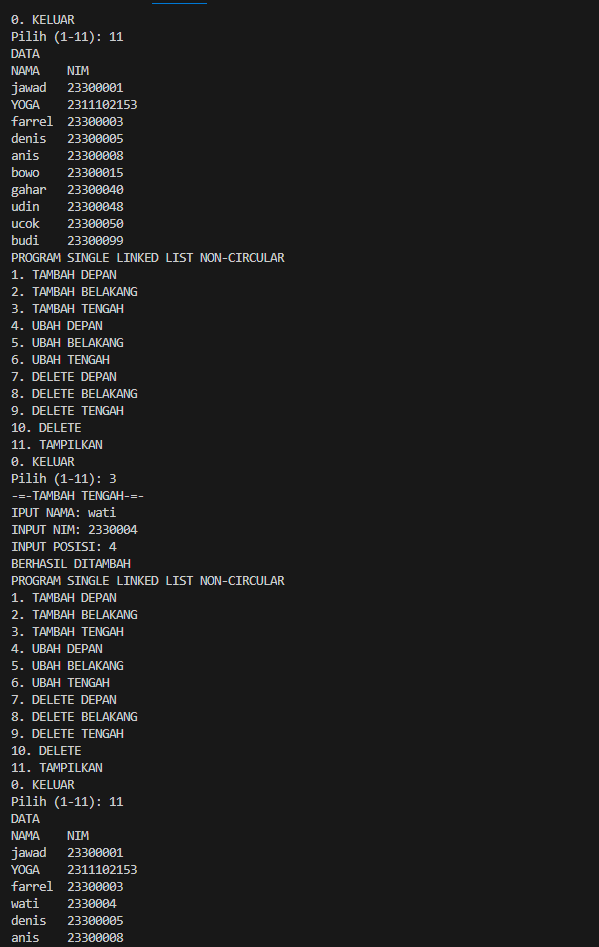 0. KELUAR
Pilih (1-11): 11
DATA
NAMA    NIM
jawad   23300001
YOGA    2311102153
farrel  23300003
denis   23300005
anis    23300008
bowo    23300015
gahar   23300040
udin    23300048
ucok    23300050
budi    23300099
PROGRAM SINGLE LINKED LIST NON-CIRCULAR
1. TAMBAH DEPAN
2. TAMBAH BELAKANG
3. TAMBAH TENGAH
4. UBAH DEPAN
5. UBAH BELAKANG
6. UBAH TENGAH
7. DELETE DEPAN
8. DELETE BELAKANG
9. DELETE TENGAH
10. DELETE
11. TAMPILKAN
0. KELUAR
Pilih (1-11): 3
-=-TAMBAH TENGAH-=-
IPUT NAMA: wati
INPUT NIM: 2330004
INPUT POSISI: 4
BERHASIL DITAMBAH
PROGRAM SINGLE LINKED LIST NON-CIRCULAR
1. TAMBAH DEPAN
2. TAMBAH BELAKANG
3. TAMBAH TENGAH
4. UBAH DEPAN
5. UBAH BELAKANG
6. UBAH TENGAH
7. DELETE DEPAN
8. DELETE BELAKANG
9. DELETE TENGAH
10. DELETE
11. TAMPILKAN
0. KELUAR
Pilih (1-11): 11
DATA
NAMA    NIM
jawad   23300001
YOGA    2311102153
farrel  23300003
wati    2330004
denis   23300005
anis    23300008